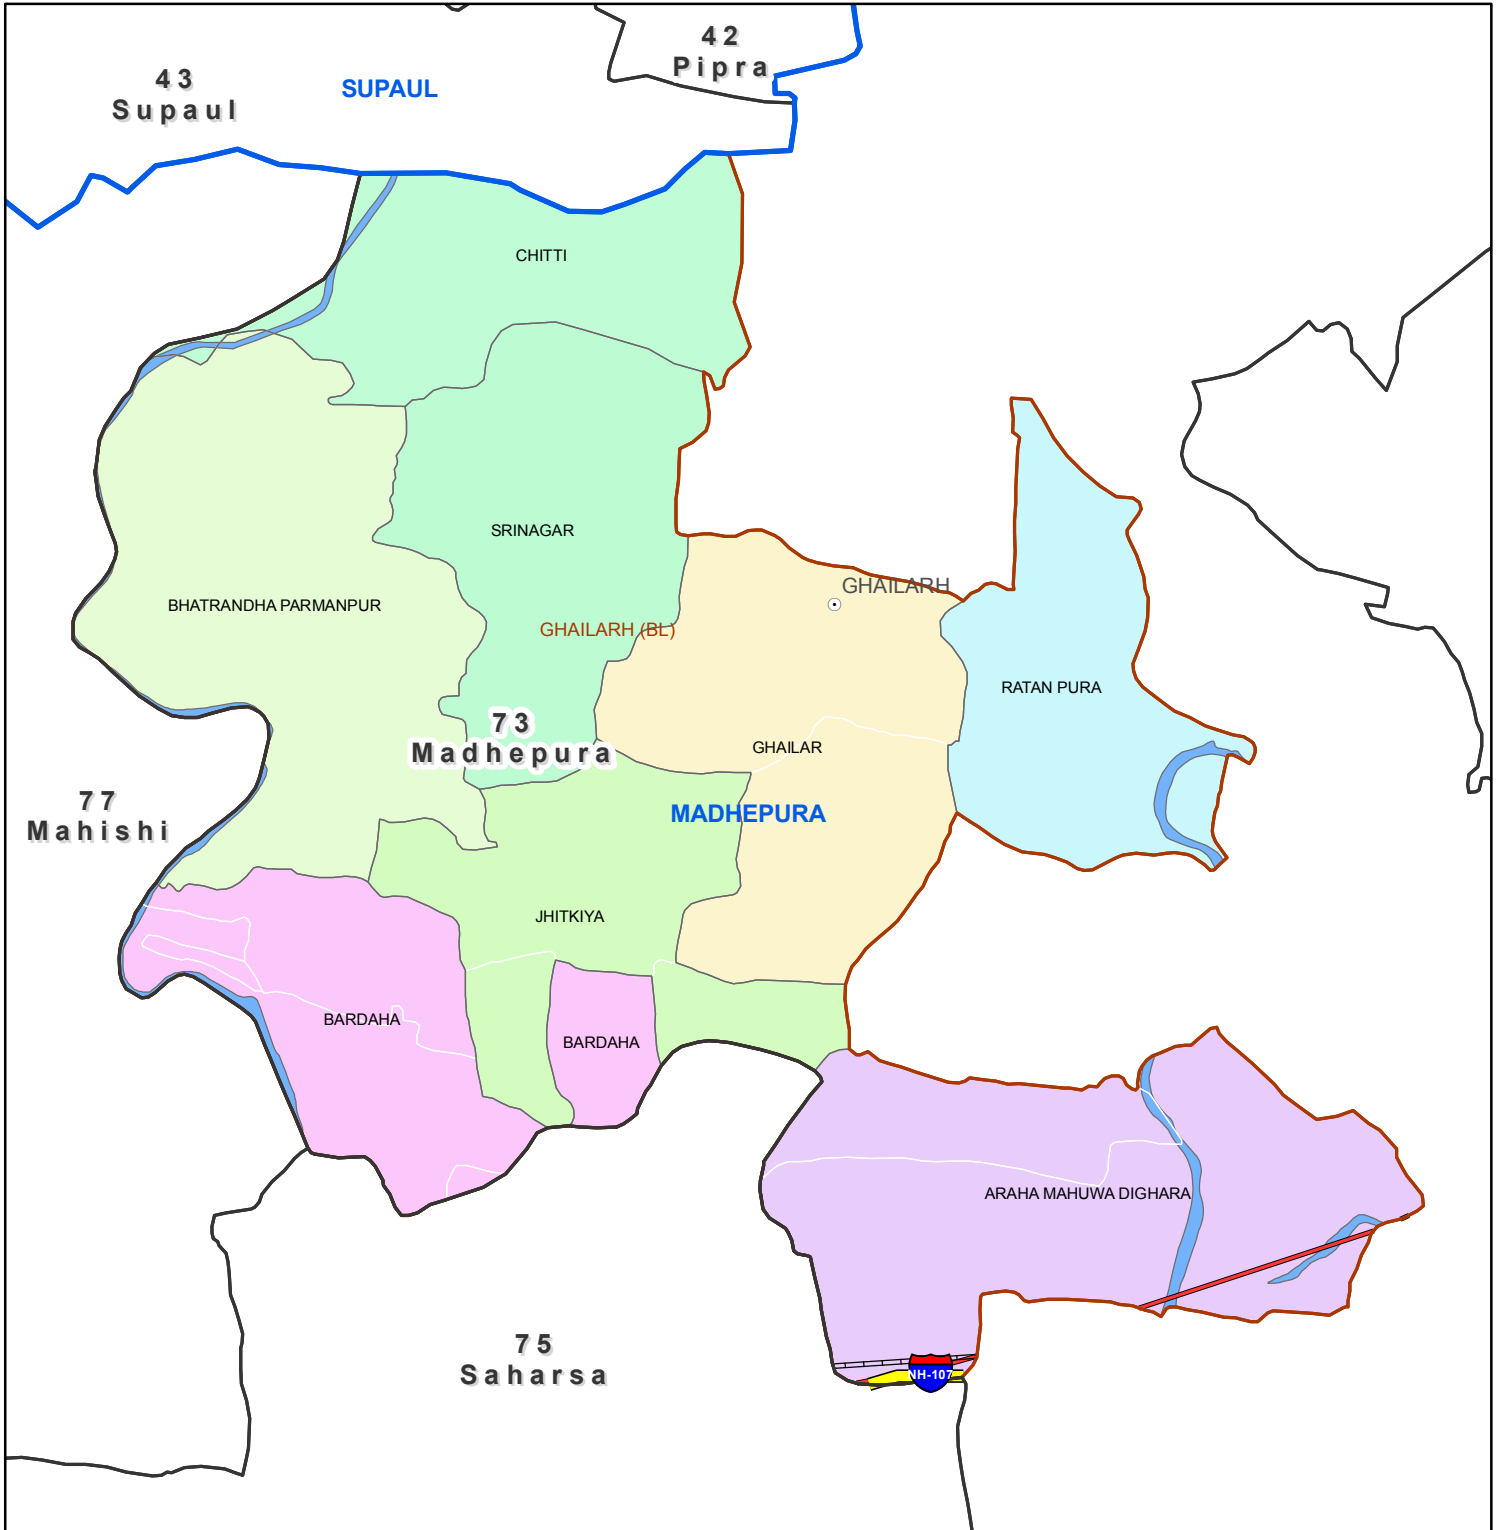 42
Pipra
43
Supaul
SUPAUL
CHITTI
SRINAGAR
GHAILARH
BHATRANDHA PARMANPUR
GHAILARH (BL)
RATAN PURA
73
Madhepura
GHAILAR
77
Mahishi
MADHEPURA
JHITKIYA
BARDAHA
BARDAHA
ARAHA MAHUWA DIGHARA
75
Saharsa
NH-107